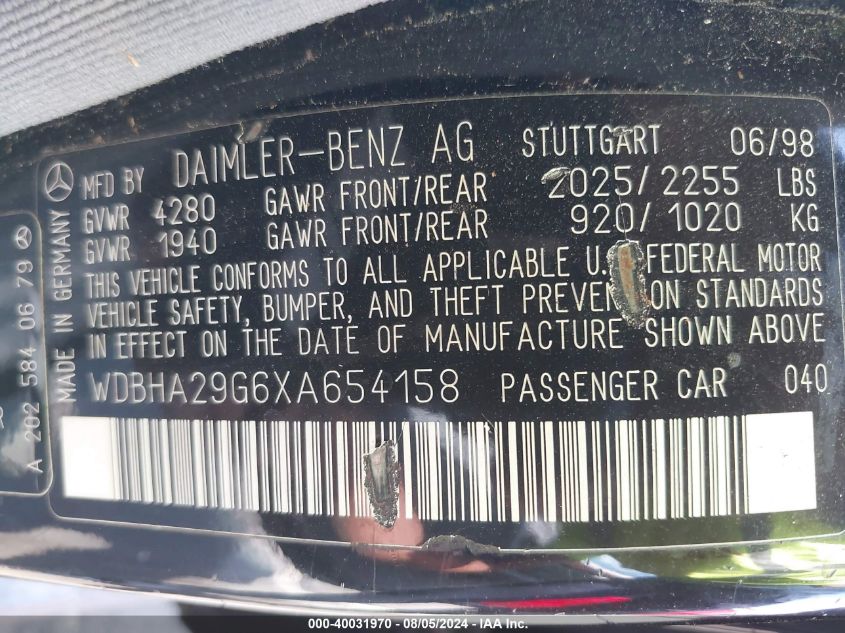 MFD BY DAIMLER-BENZ AG STUTTGART 06/98
GVWR 4280 GAWR FRONT/REAR 2025/2255 LBS
GVWR 1940 GAWR FRONT/REAR 920/1020 KG
THIS VEHICLE CONFORMS TO ALL APPLICABLE U. FEDERAL MOTOR
VEHICLE SAFETY, BUMPER, AND THEFT PREVEN ON STANDARDS
IN EFFECT ON THE DATE OF MANUFACTURE SHOWN ABOVE
WDBHA29G6XA654158 PASSENGER CAR 040
MADE IN GERMANY
A 202 584 06 79
000-40031970 - 08/05/2024 - IAA Inc.